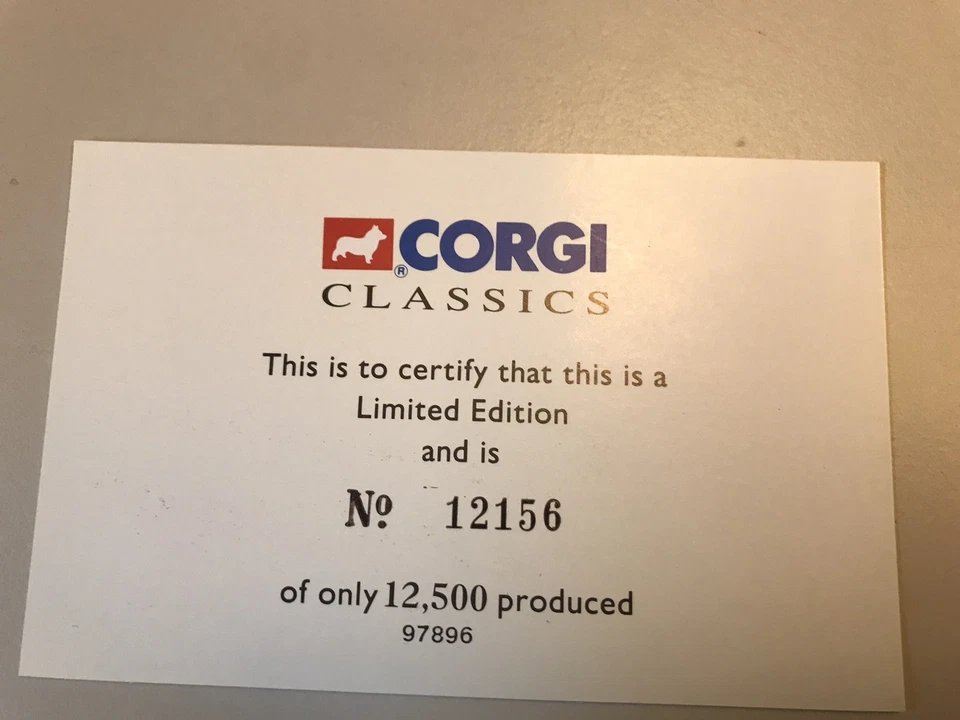 ® CORGI
CLASSICS
This is to certify that this is a
Limited Edition
and is
Nº 12156
of only 12,500 produced
97896